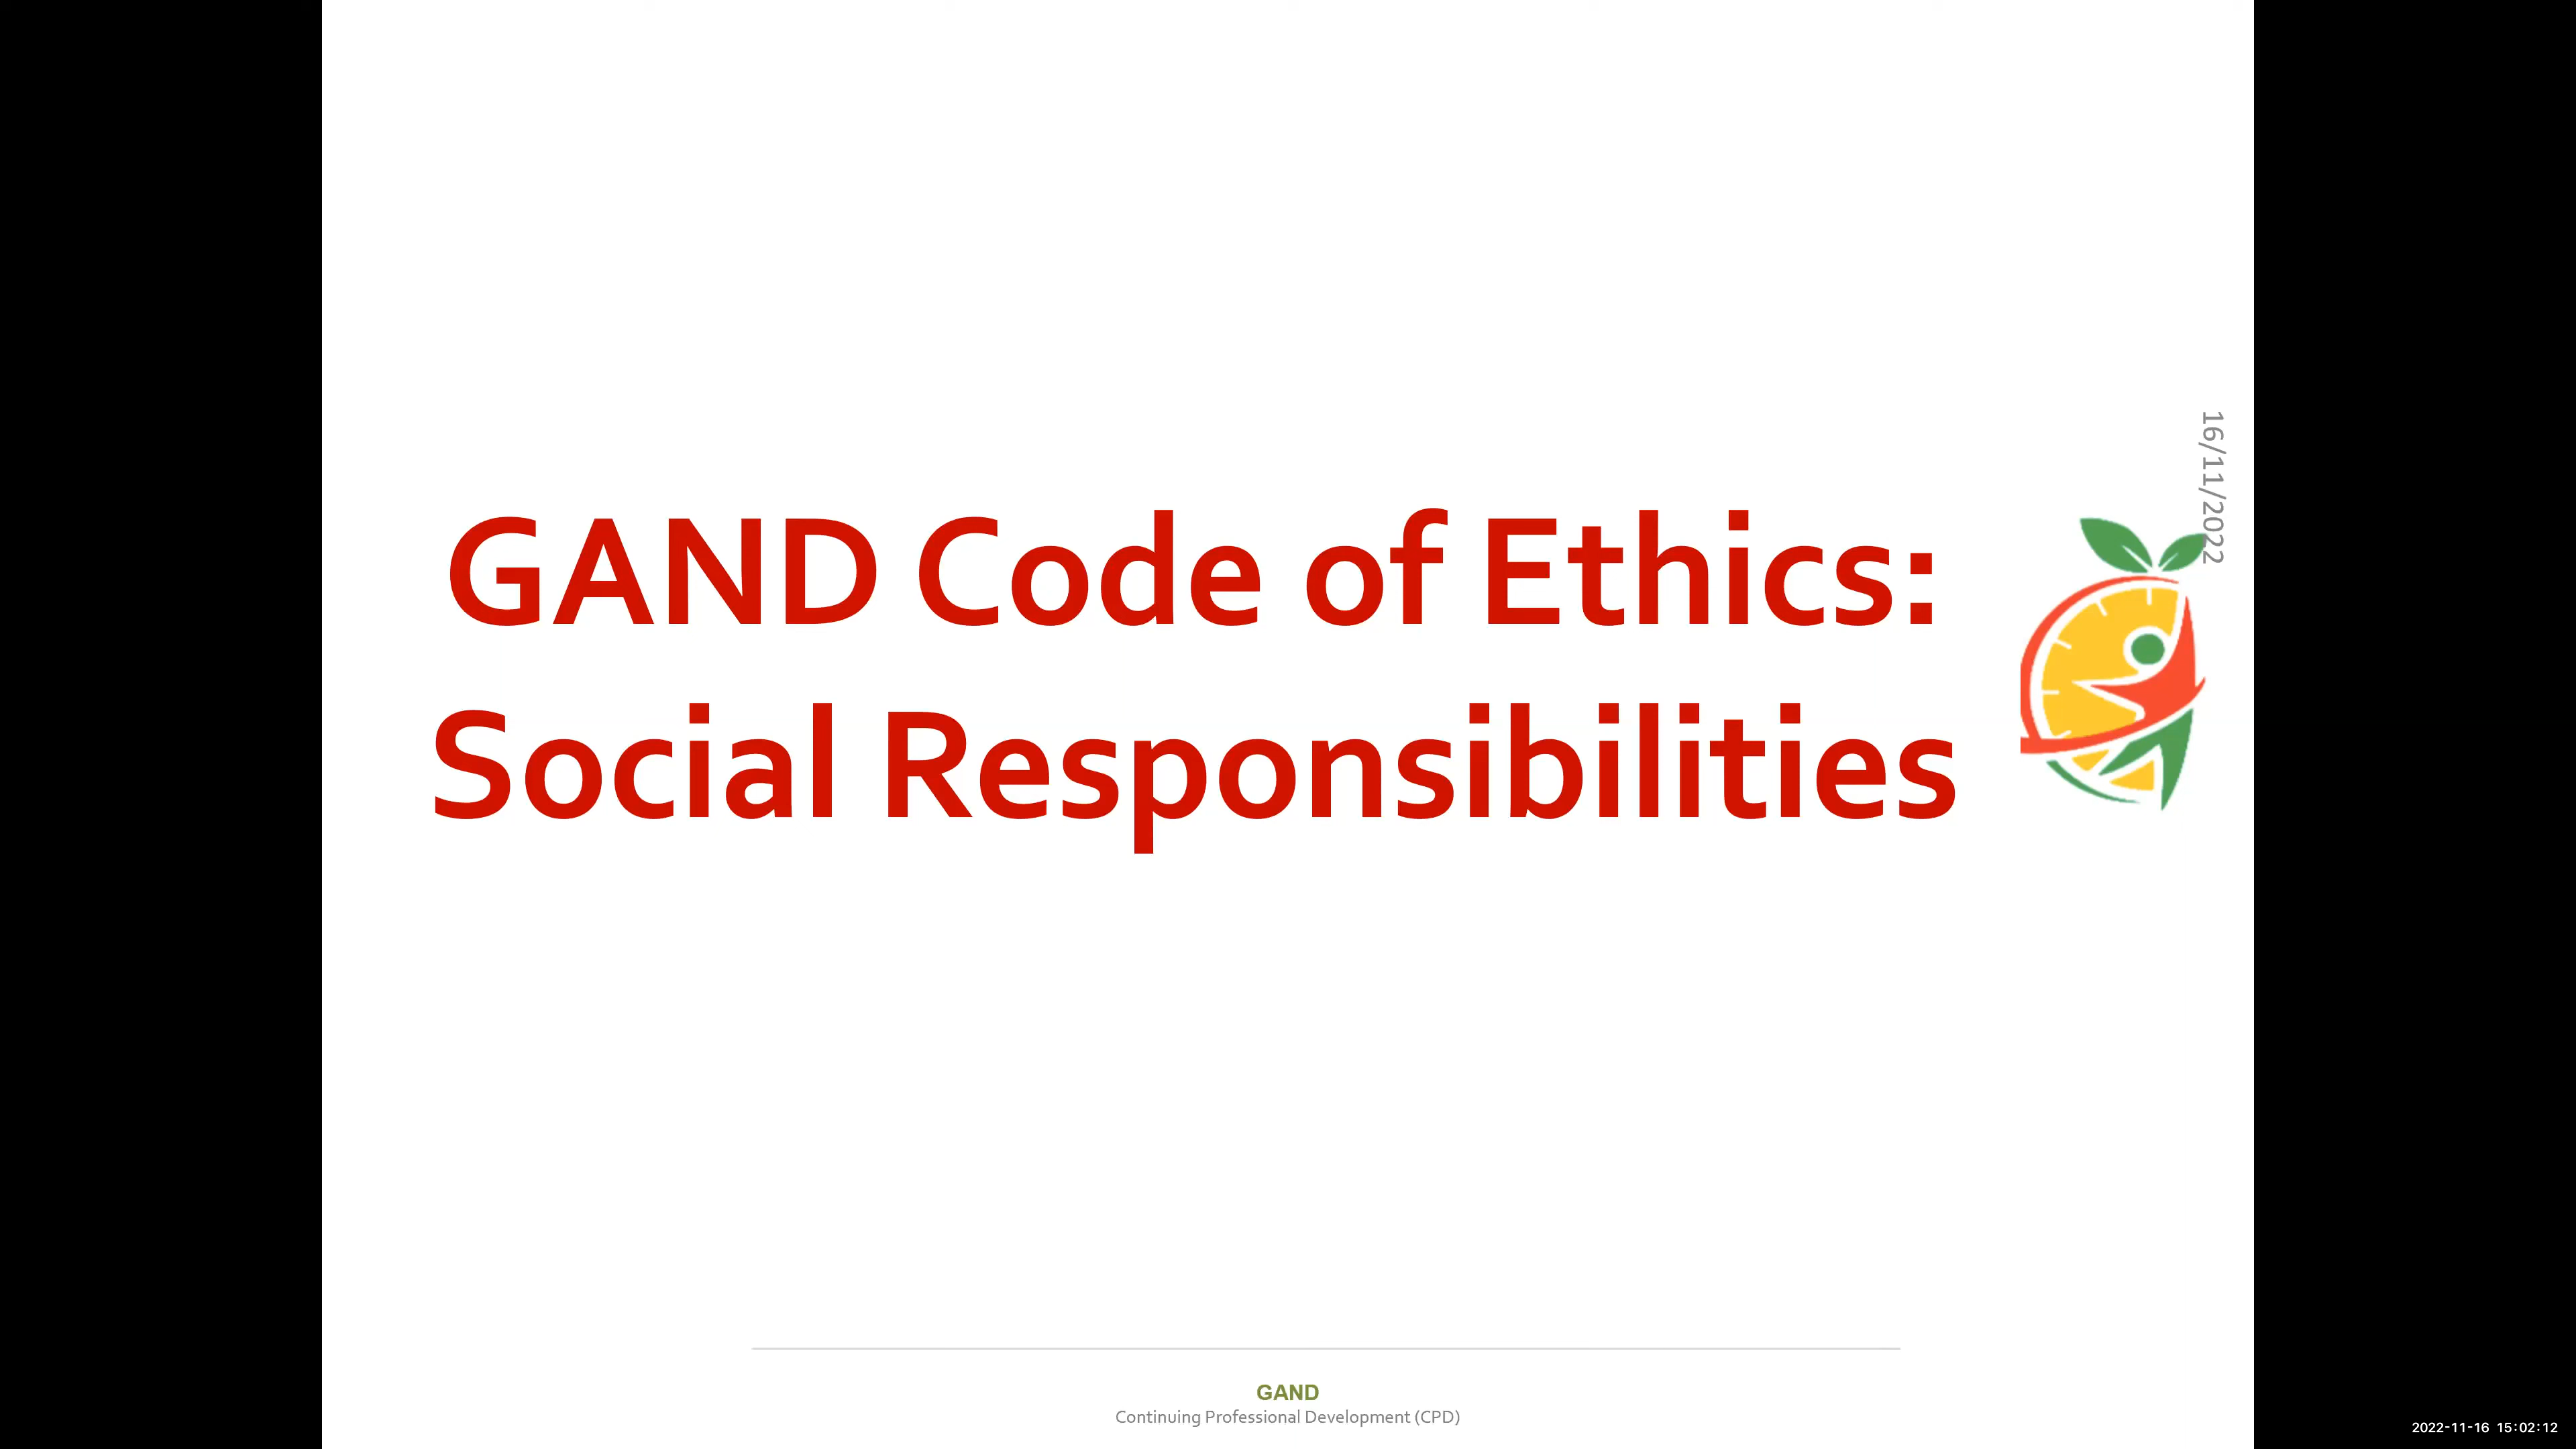 16/11/2022
GAND Code of Ethics:
Social Responsibilities
GAND
Continuing Professional Development (CPD)
2022-11-16 15:02:12